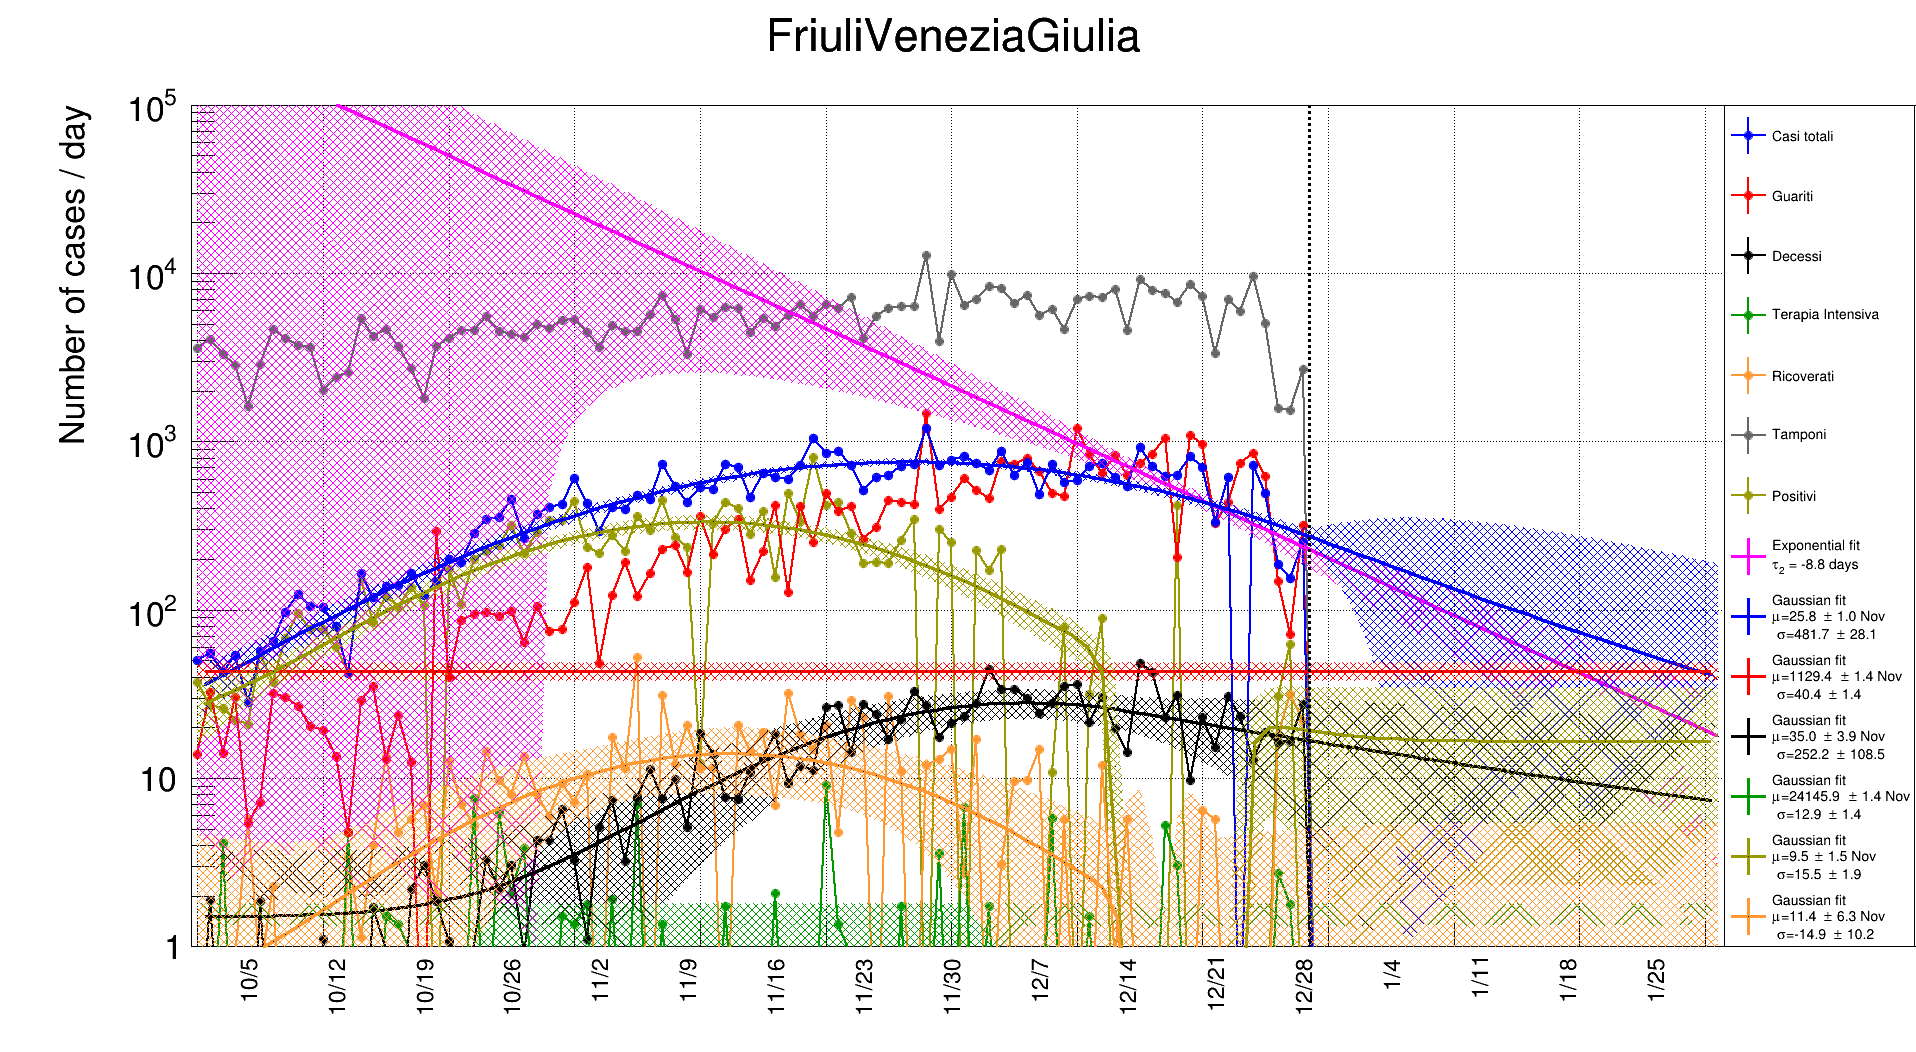 FriuliVeneziaGiulia
Number of cases / day
10^5
10^4
10^3
10^2
10
1
10/5
10/12
10/19
10/26
11/2
11/9
11/16
11/23
11/30
12/7
12/14
12/21
12/28
1/4
1/11
1/18
1/25
Casi totali
Guariti
Decessi
Terapia Intensiva
Ricoverati
Tamponi
Positivi
Exponential fit
τ₂ = -8.8 days
Gaussian fit
μ=25.8 ± 1.0 Nov
σ=481.7 ± 28.1
Gaussian fit
μ=1129.4 ± 1.4 Nov
σ=40.4 ± 1.4
Gaussian fit
μ=35.0 ± 3.9 Nov
σ=252.2 ± 108.5
Gaussian fit
μ=24145.9 ± 1.4 Nov
σ=12.9 ± 1.4
Gaussian fit
μ=9.5 ± 1.5 Nov
σ=15.5 ± 1.9
Gaussian fit
μ=11.4 ± 6.3 Nov
σ=-14.9 ± 10.2